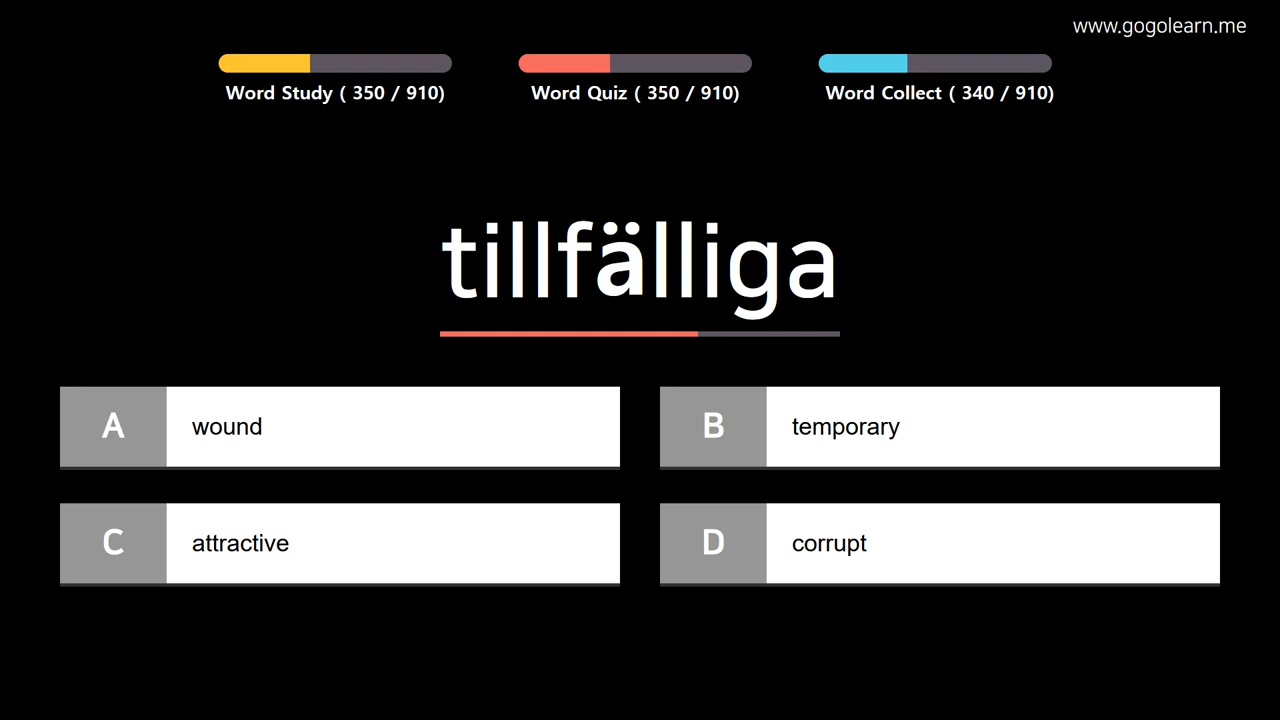 www.gogolearn.me
Word Study ( 350 / 910)
Word Quiz ( 350 / 910)
Word Collect ( 340 / 910)
tillfälliga
A wound
B temporary
C attractive
D corrupt